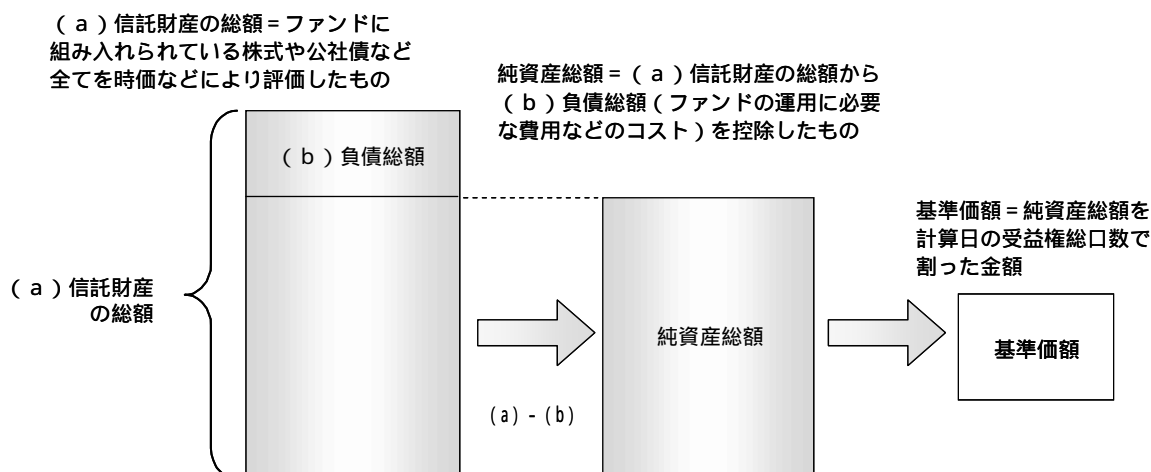 (a)信託財産の総額=ファンドに
組み入れられている株式や公社債など
全てを時価などにより評価したもの
純資産総額=(a)信託財産の総額から
(b)負債総額(ファンドの運用に必要
な費用などのコスト)を控除したもの
(b)負債総額
基準価額=純資産総額を
計算日の受益権総口数で
割った金額
(a)信託財産
の総額
純資産総額
基準価額
(a) - (b)